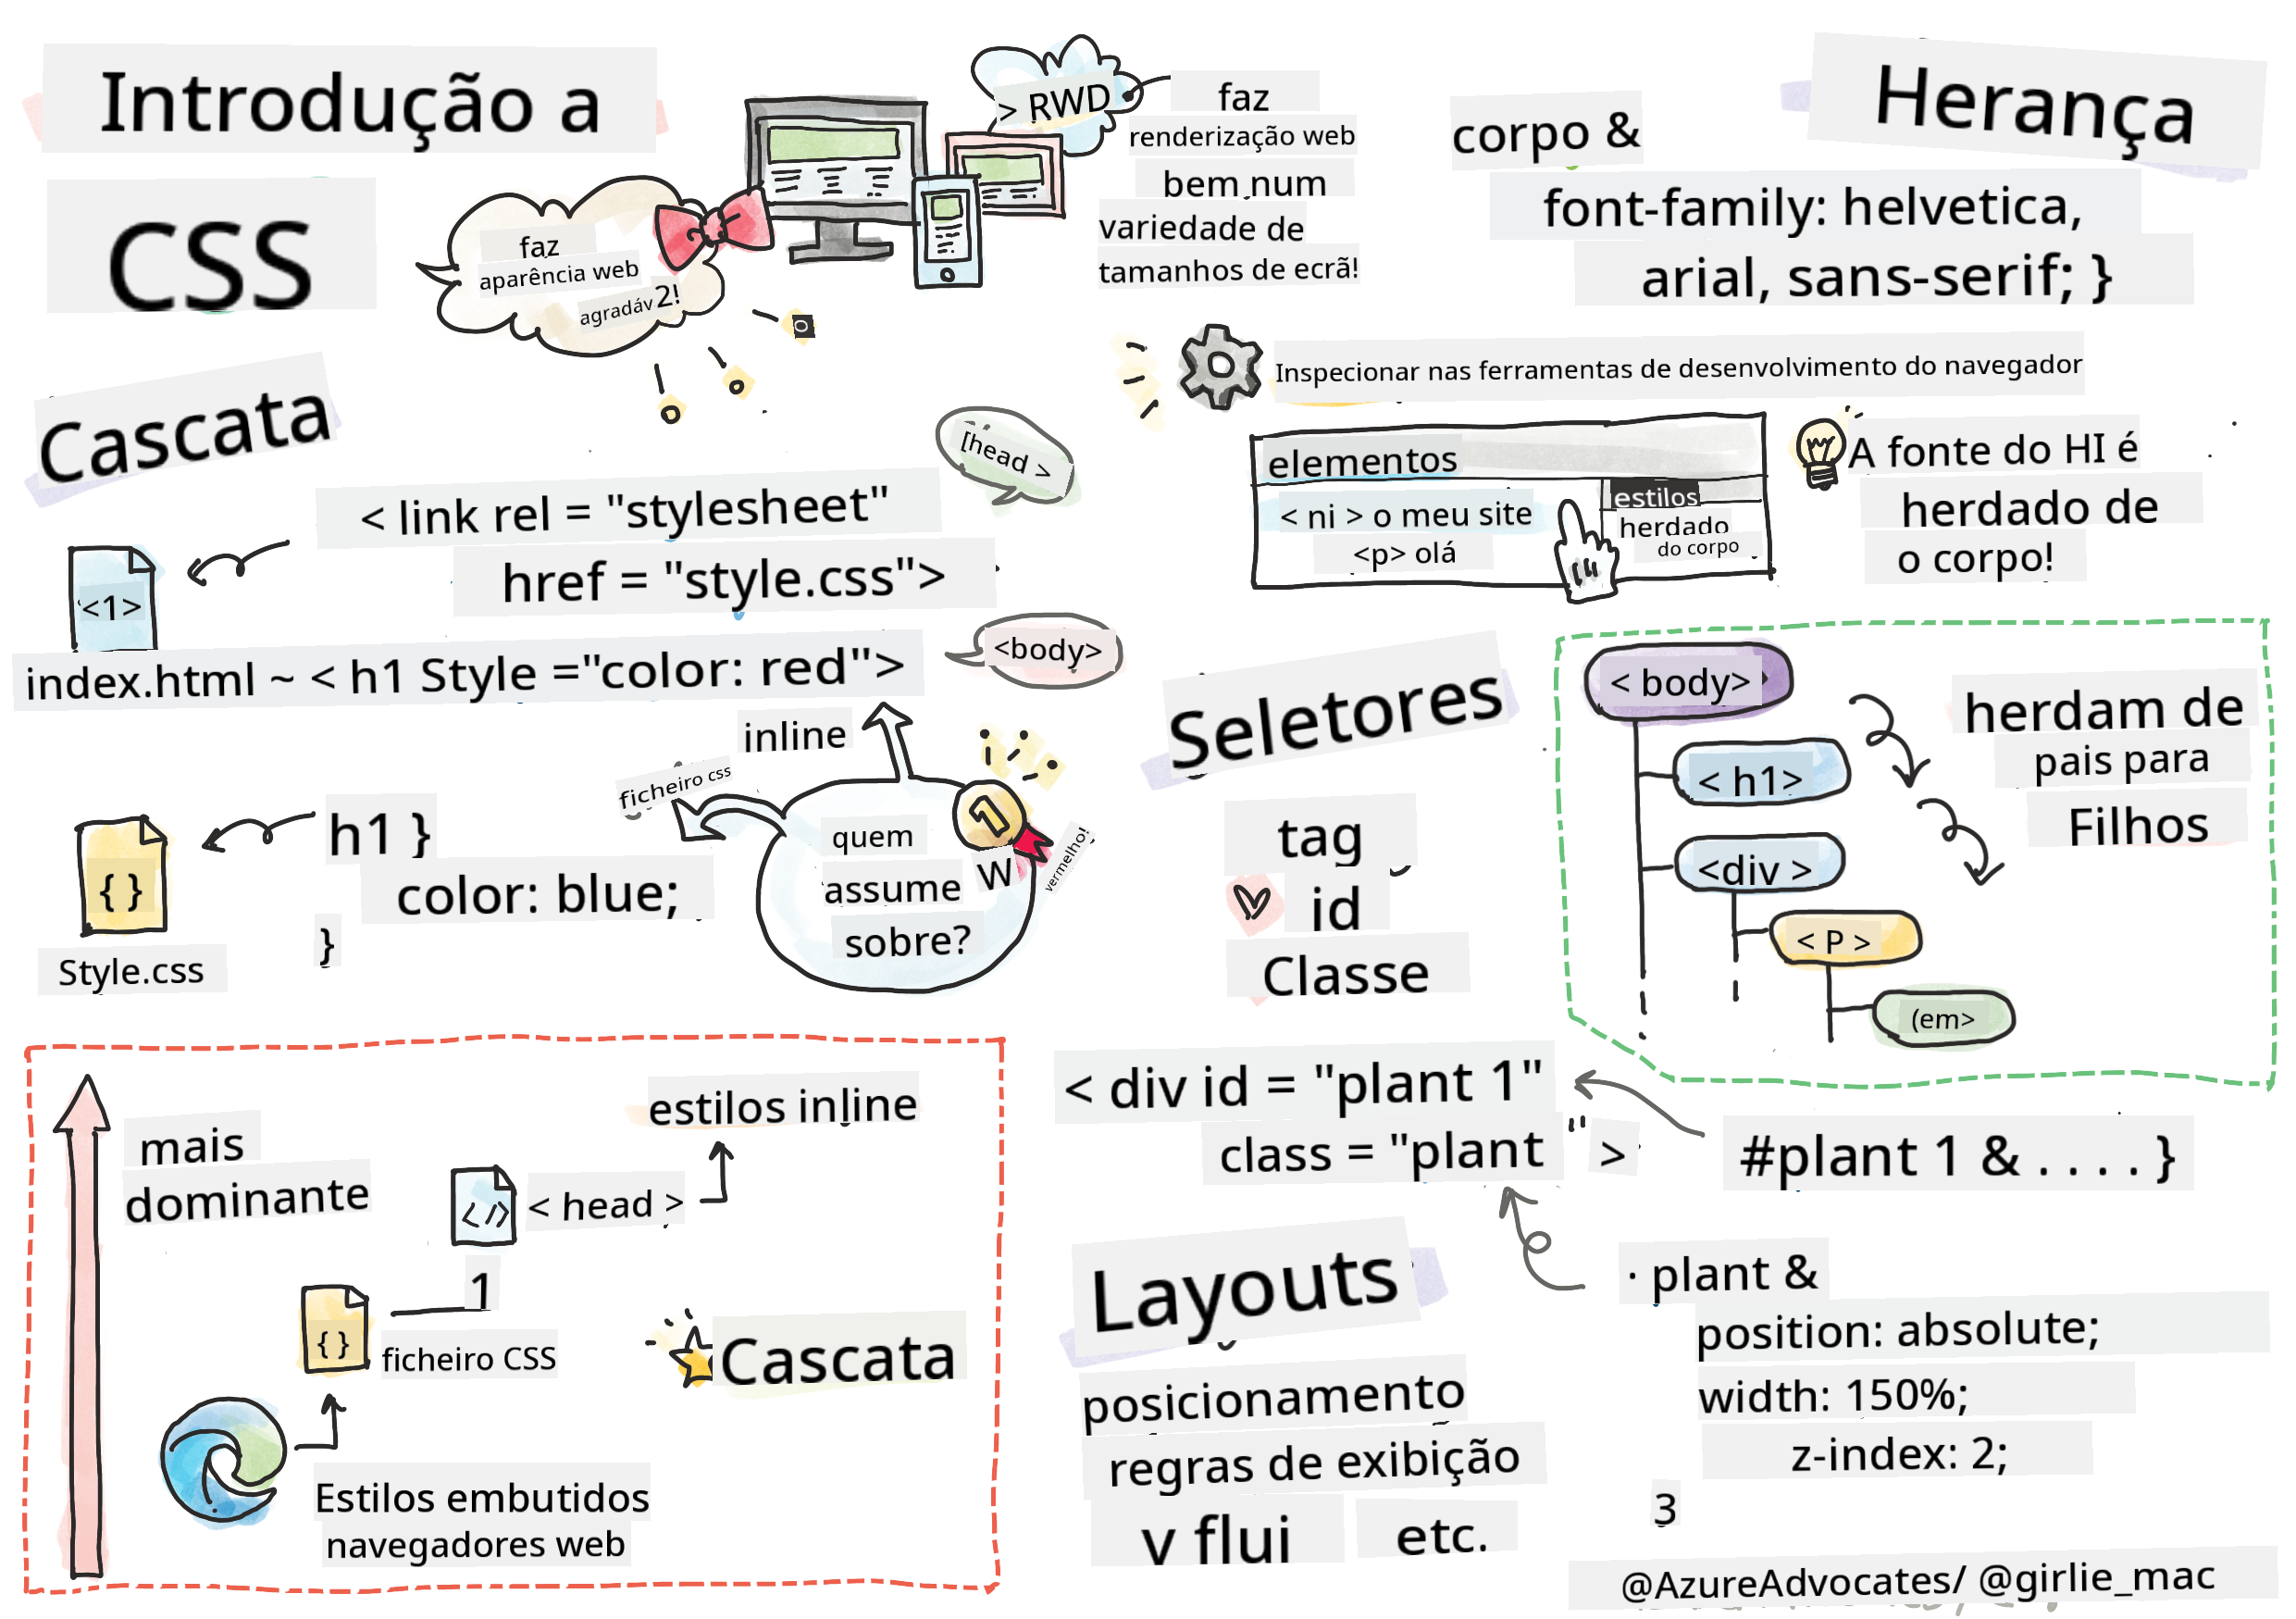 Introdução a
CSS
faz
aparência web
agradáv2!
> RWD
faz
renderização web
bem num
variedade de
tamanhos de ecrã!
Herança
corpo &
font-family: helvetica,
arial, sans-serif; }
Inspecionar nas ferramentas de desenvolvimento do navegador
elementos
< ni > o meu site
<p> olá
estilos
herdado
do corpo
A fonte do HI é
herdado de
o corpo!
Cascata
[head >
< link rel = "stylesheet"
href = "style.css">
<1>
index.html ~ < h1 Style ="color: red">
<body>
inline
ficheiro css
quem
assume
sobre?
1
W
vermelho!
h1 }
color: blue;
}
{ }
Style.css
Seletores
tag
id
Classe
< body>
< h1>
<div >
< P >
(em>
herdam de
pais para
Filhos
< div id = "plant 1"
class = "plant " >
#plant 1 & . . . . }
· plant &
position: absolute;
width: 150%;
z-index: 2;
3
mais
dominante
estilos inline
</>
< head >
1
{ }
ficheiro CSS
Cascata
Estilos embutidos
navegadores web
Layouts
posicionamento
regras de exibição
v flui etc.
@AzureAdvocates/ @girlie_mac